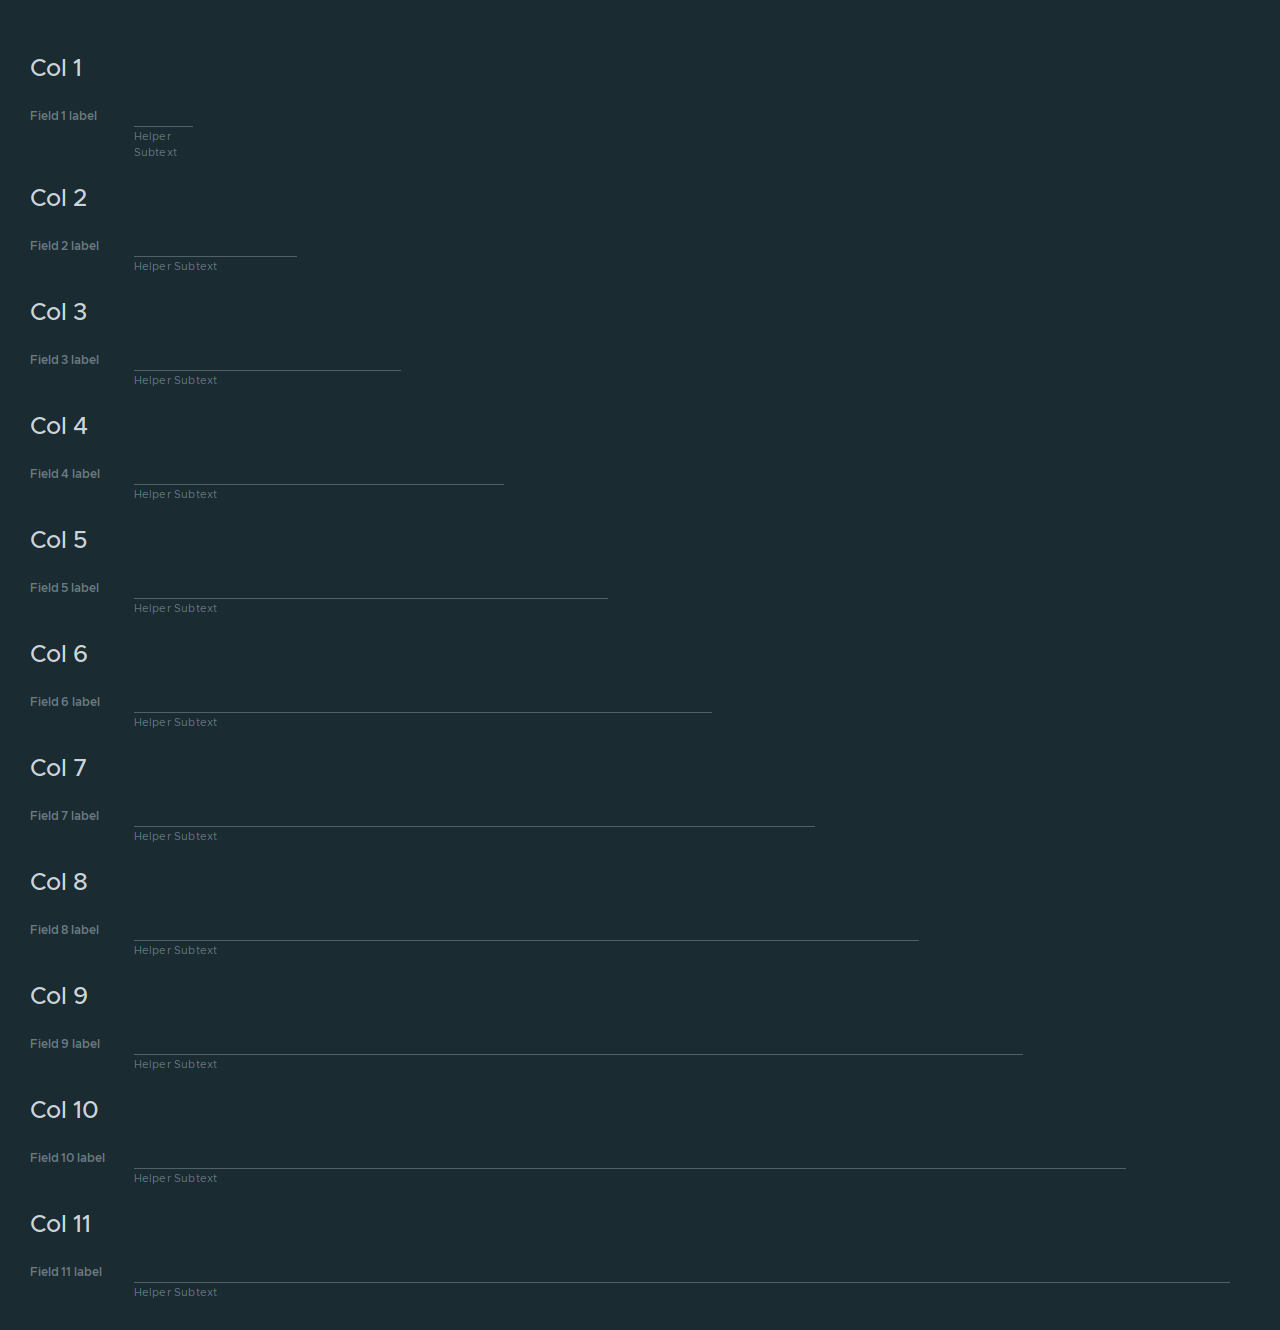 Col 1
Field 1 label
Helper
Subtext
Col 2
Field 2 label
Helper Subtext
Col 3
Field 3 label
Helper Subtext
Col 4
Field 4 label
Helper Subtext
Col 5
Field 5 label
Helper Subtext
Col 6
Field 6 label
Helper Subtext
Col 7
Field 7 label
Helper Subtext
Col 8
Field 8 label
Helper Subtext
Col 9
Field 9 label
Helper Subtext
Col 10
Field 10 label
Helper Subtext
Col 11
Field 11 label
Helper Subtext